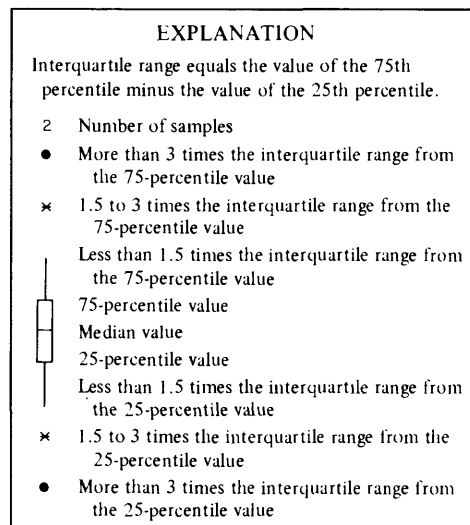 EXPLANATION
Interquartile range equals the value of the 75th
percentile minus the value of the 25th percentile.
2 Number of samples
● More than 3 times the interquartile range from
the 75-percentile value
× 1.5 to 3 times the interquartile range from the
75-percentile value
Less than 1.5 times the interquartile range from
the 75-percentile value
75-percentile value
Median value
25-percentile value
Less than 1.5 times the interquartile range from
the 25-percentile value
× 1.5 to 3 times the interquartile range from the
25-percentile value
● More than 3 times the interquartile range from
the 25-percentile value